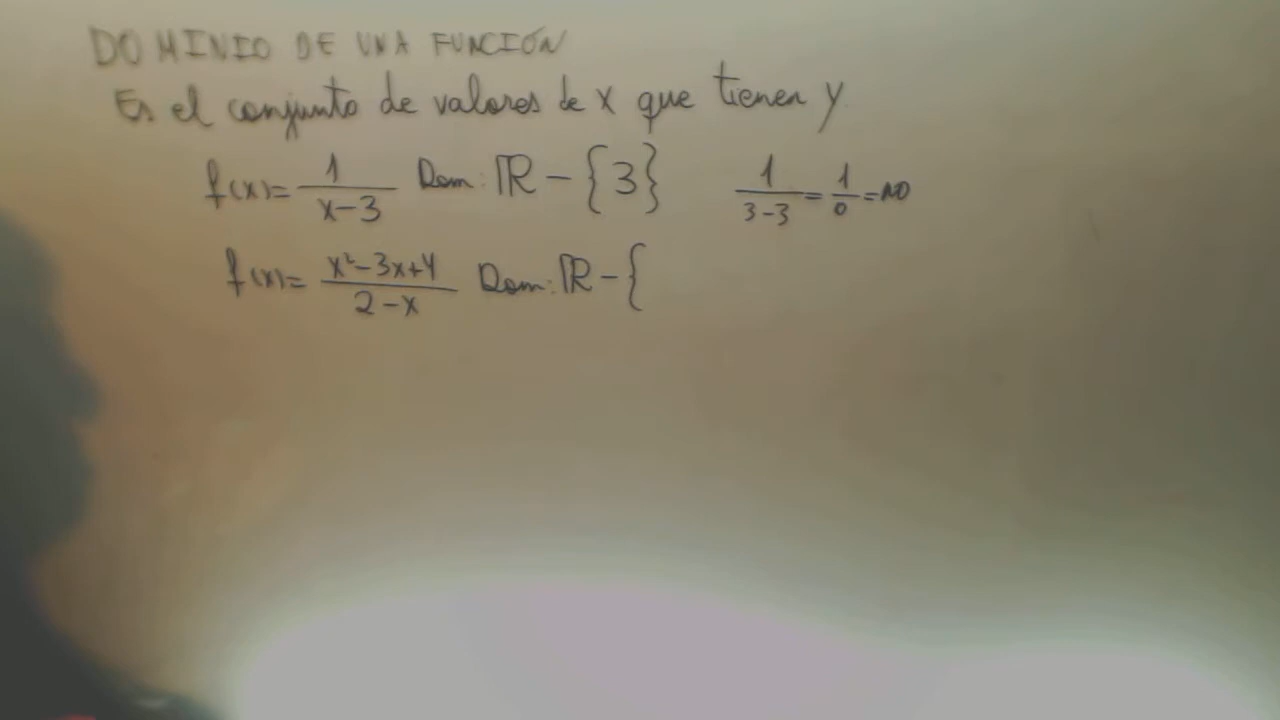 DOMINIO DE UNA FUNCIÓN
Es el conjunto de valores de x que tienen y
f(x)= 1/(x-3) Dom: ℝ - {3} 1/(3-3) = 1/0 = NO
f(x)= (x²-3x+4)/(2-x) Dom: ℝ - {